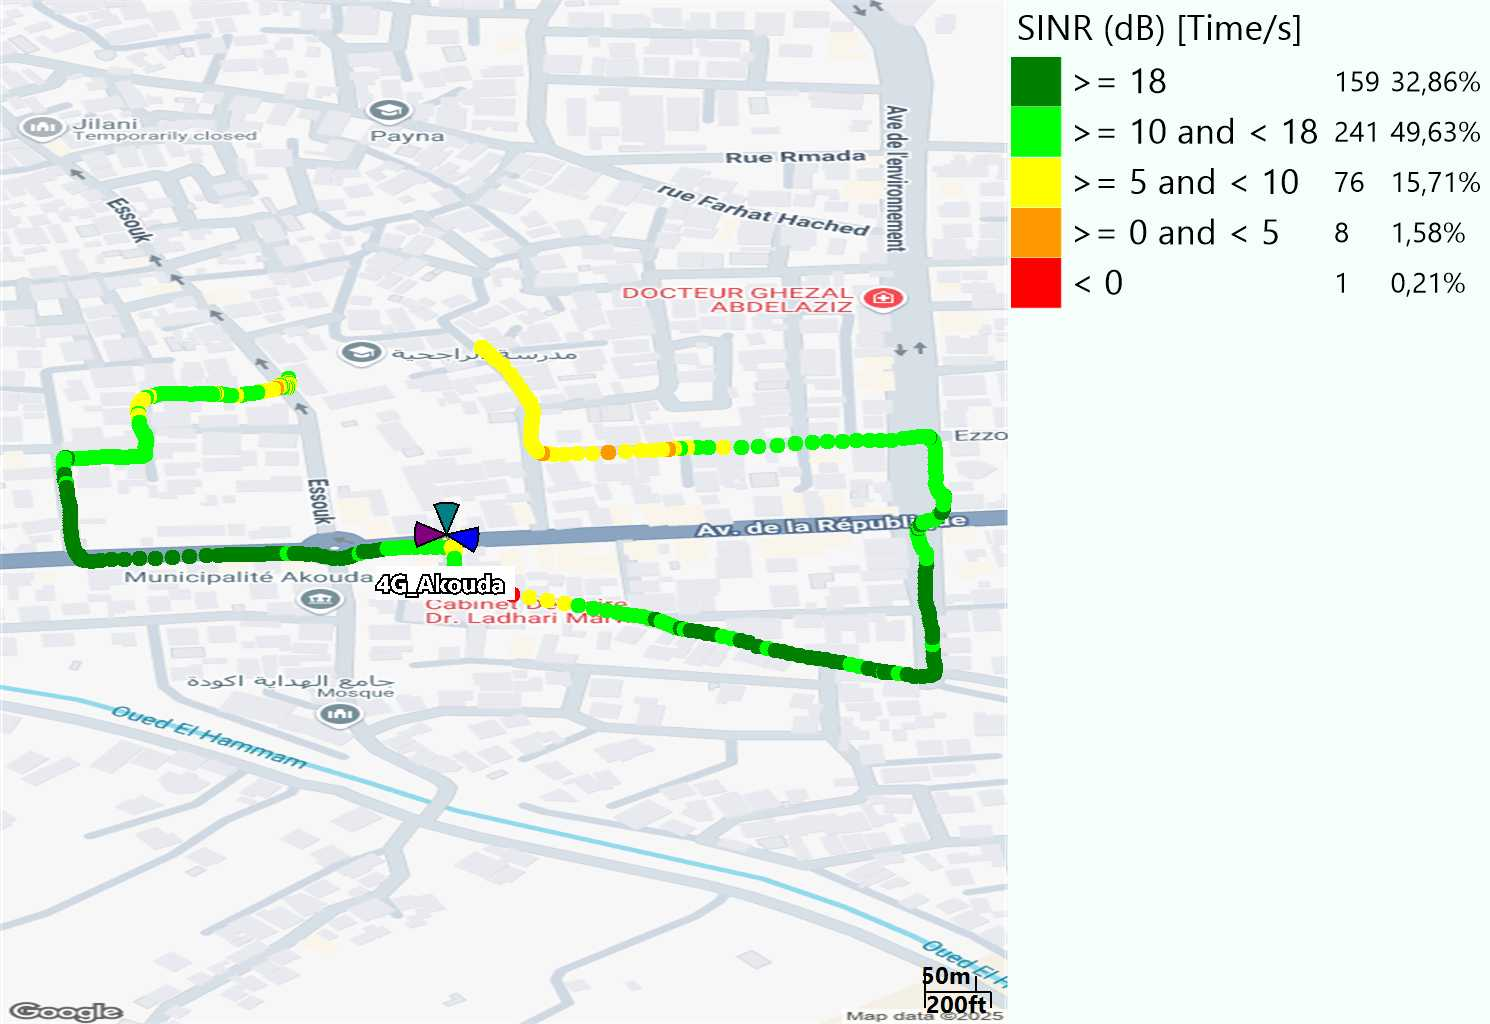 SINR (dB) [Time/s]
>= 18 159 32,86%
>= 10 and < 18 241 49,63%
>= 5 and < 10 76 15,71%
>= 0 and < 5 8 1,58%
< 0 1 0,21%
Jilani
Temporarily closed
Payna
Ave de l'environnement
Rue Rmada
rue Farhat Hached
Essouk
DOCTEUR GHEZAL
ABDELAZIZ
Ezzo
Essouk
Av. de la République
Municipalité Akouda
4G_Akouda
Cabinet
Dr. Ladhari
جامع الهداية اكودة
Mosque
Oued El Hammam
Oued El H
50m
200ft
Google
Map data ©2025